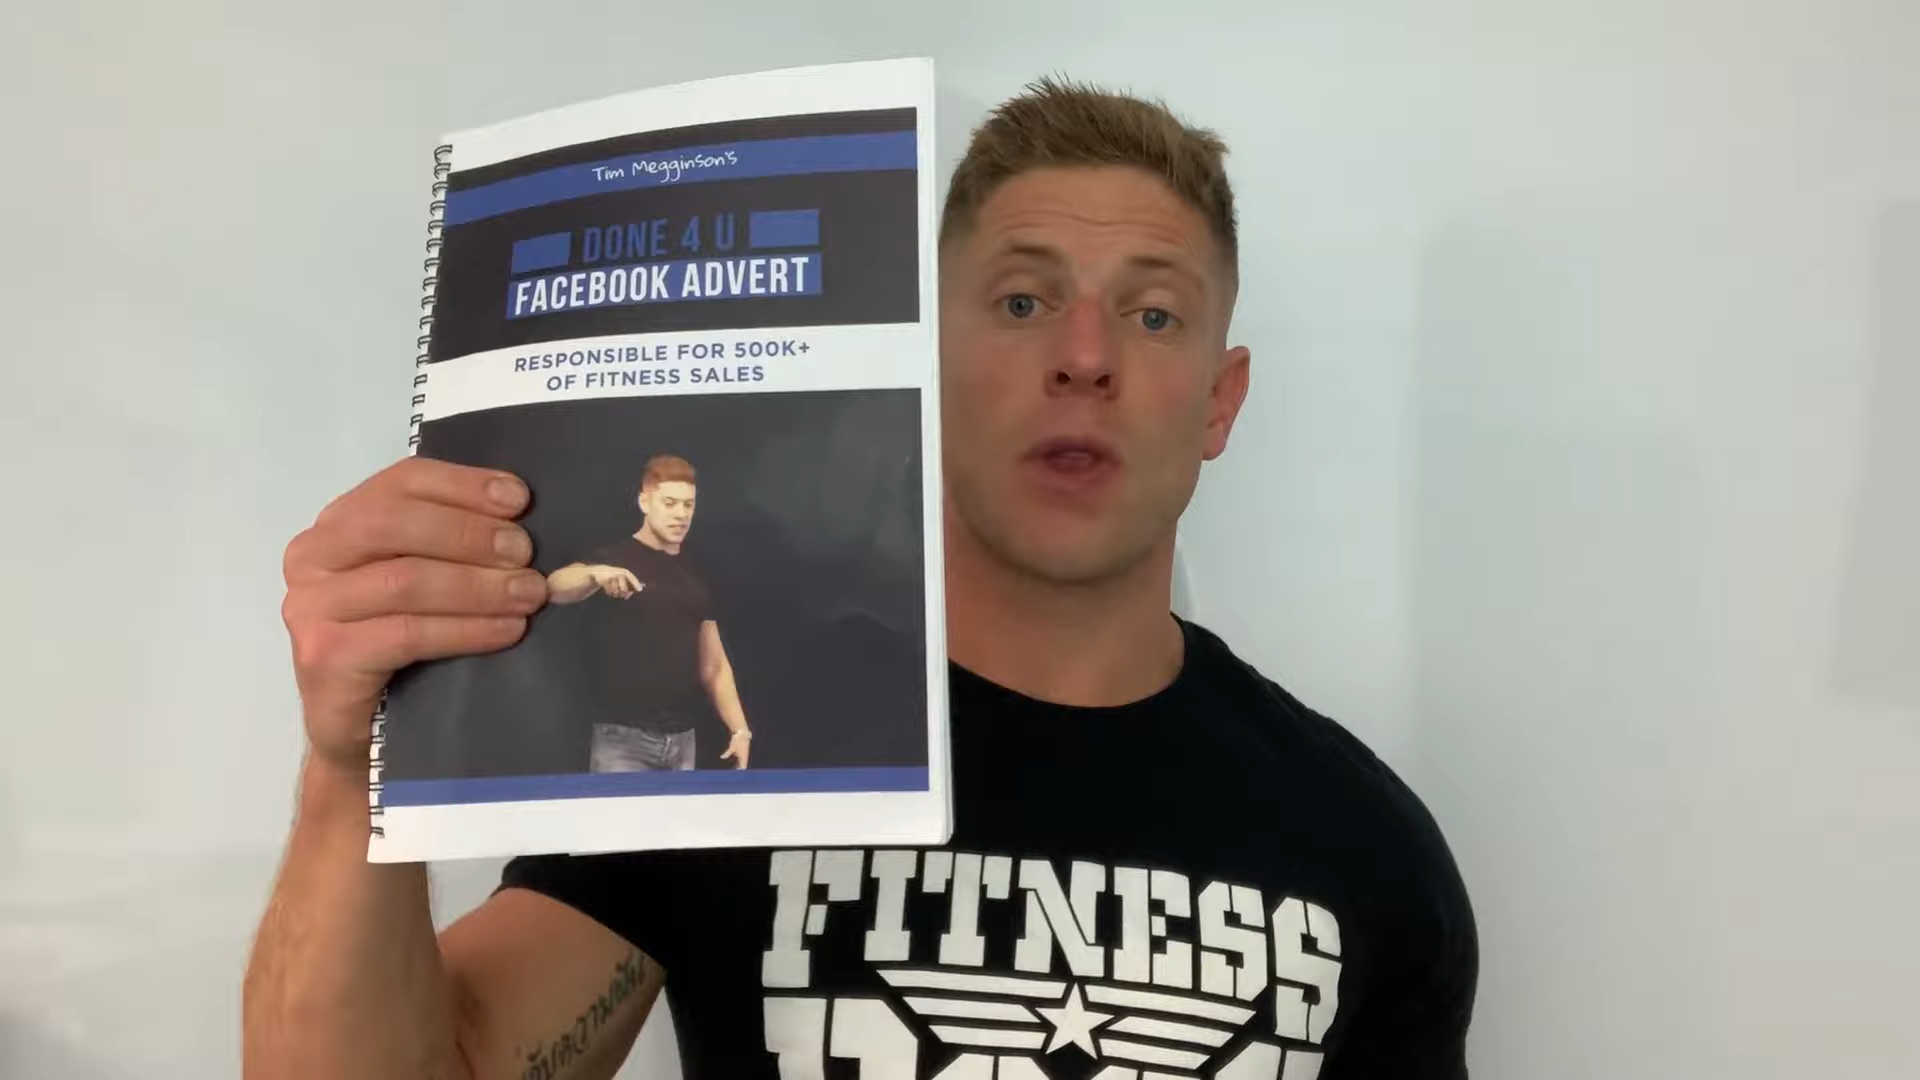 Tim Megginson's
DONE 4 U
FACEBOOK ADVERT
RESPONSIBLE FOR 500K+
OF FITNESS SALES
FITNESS